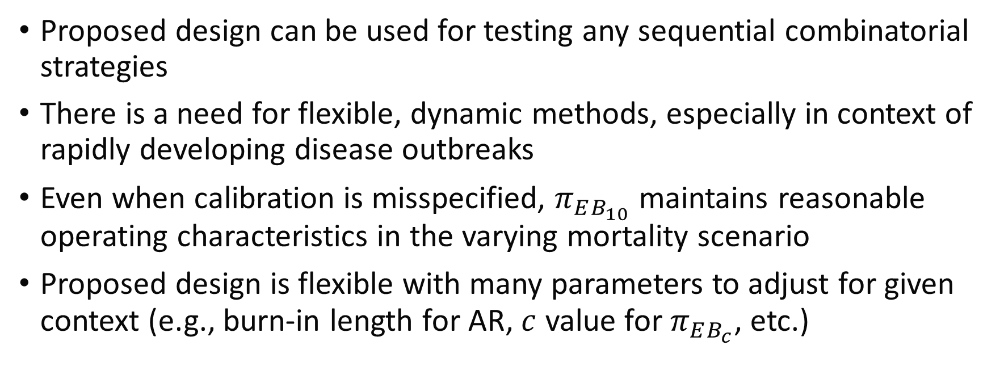 • Proposed design can be used for testing any sequential combinatorial
strategies
• There is a need for flexible, dynamic methods, especially in context of
rapidly developing disease outbreaks
• Even when calibration is misspecified, $\pi_{EB_{10}}$ maintains reasonable
operating characteristics in the varying mortality scenario
• Proposed design is flexible with many parameters to adjust for given
context (e.g., burn-in length for AR, $c$ value for $\pi_{EB_c}$, etc.)